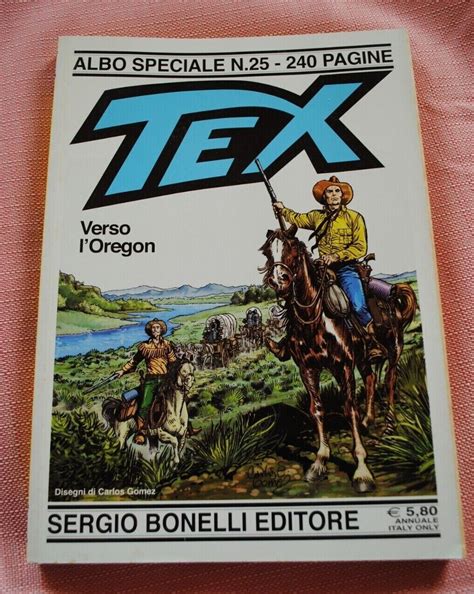 ALBO SPECIALE N.25 - 240 PAGINE
TEX
Verso
l'Oregon
Disegni di Carlos Gomez
SERGIO BONELLI EDITORE
€ 5,80
ANNUALE
ITALY ONLY